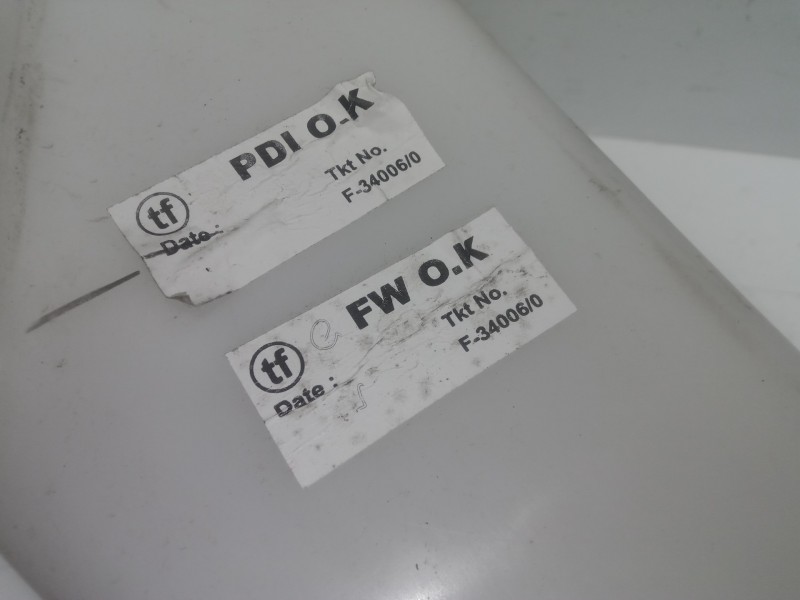 PDI O.K
tf
Tkt No.
Date :
F-34006/0
FW O.K
tf
Tkt No.
Date :
F-34006/0